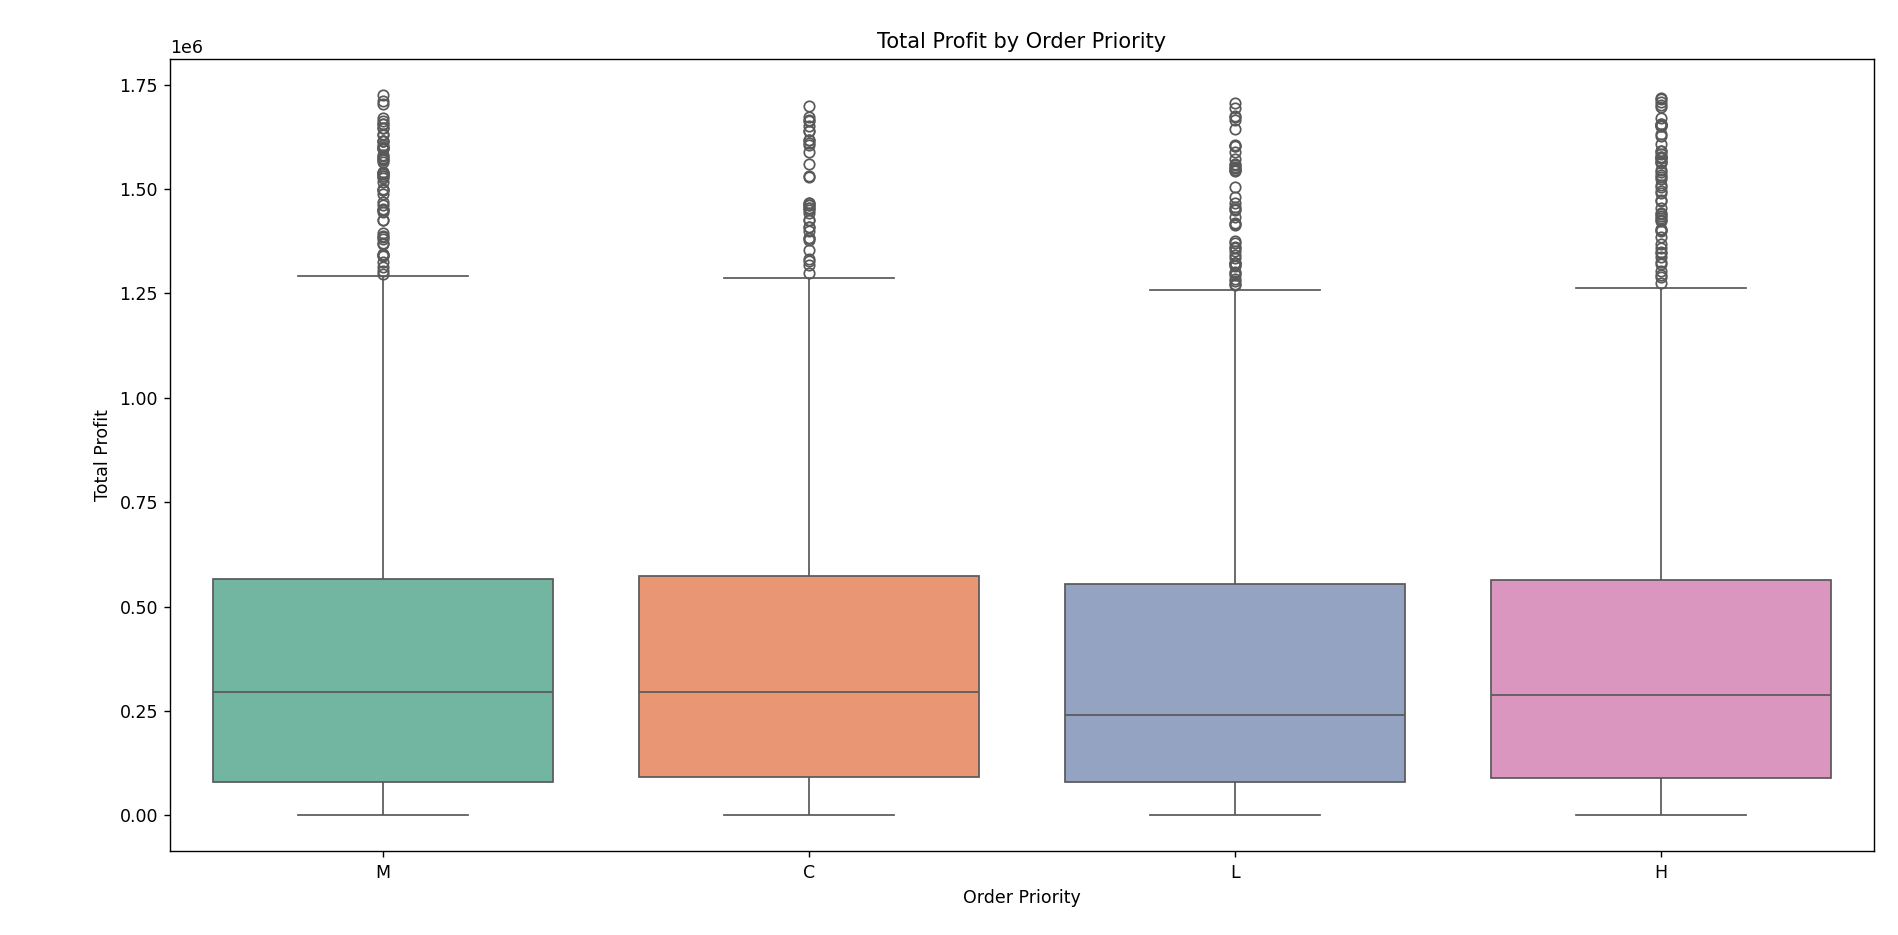 Total Profit by Order Priority
1e6
1.75
1.50
1.25
1.00
0.75
0.50
0.25
0.00
Total Profit
M
C
L
H
Order Priority